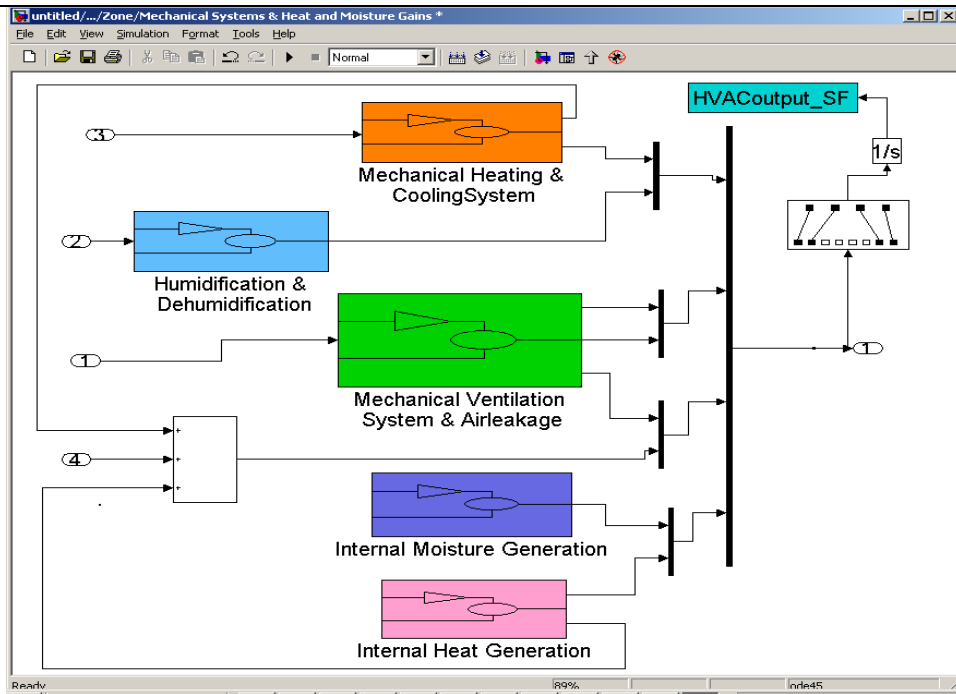 untitled/.../Zone/Mechanical Systems & Heat and Moisture Gains *
File Edit View Simulation Format Tools Help
Normal
HVACoutput_SF
3
1/s
Mechanical Heating &
CoolingSystem
2
Humidification &
Dehumidification
1
1
Mechanical Ventilation
System & Airleakage
+
4
+
+
Internal Moisture Generation
Internal Heat Generation
Ready 89% ode45